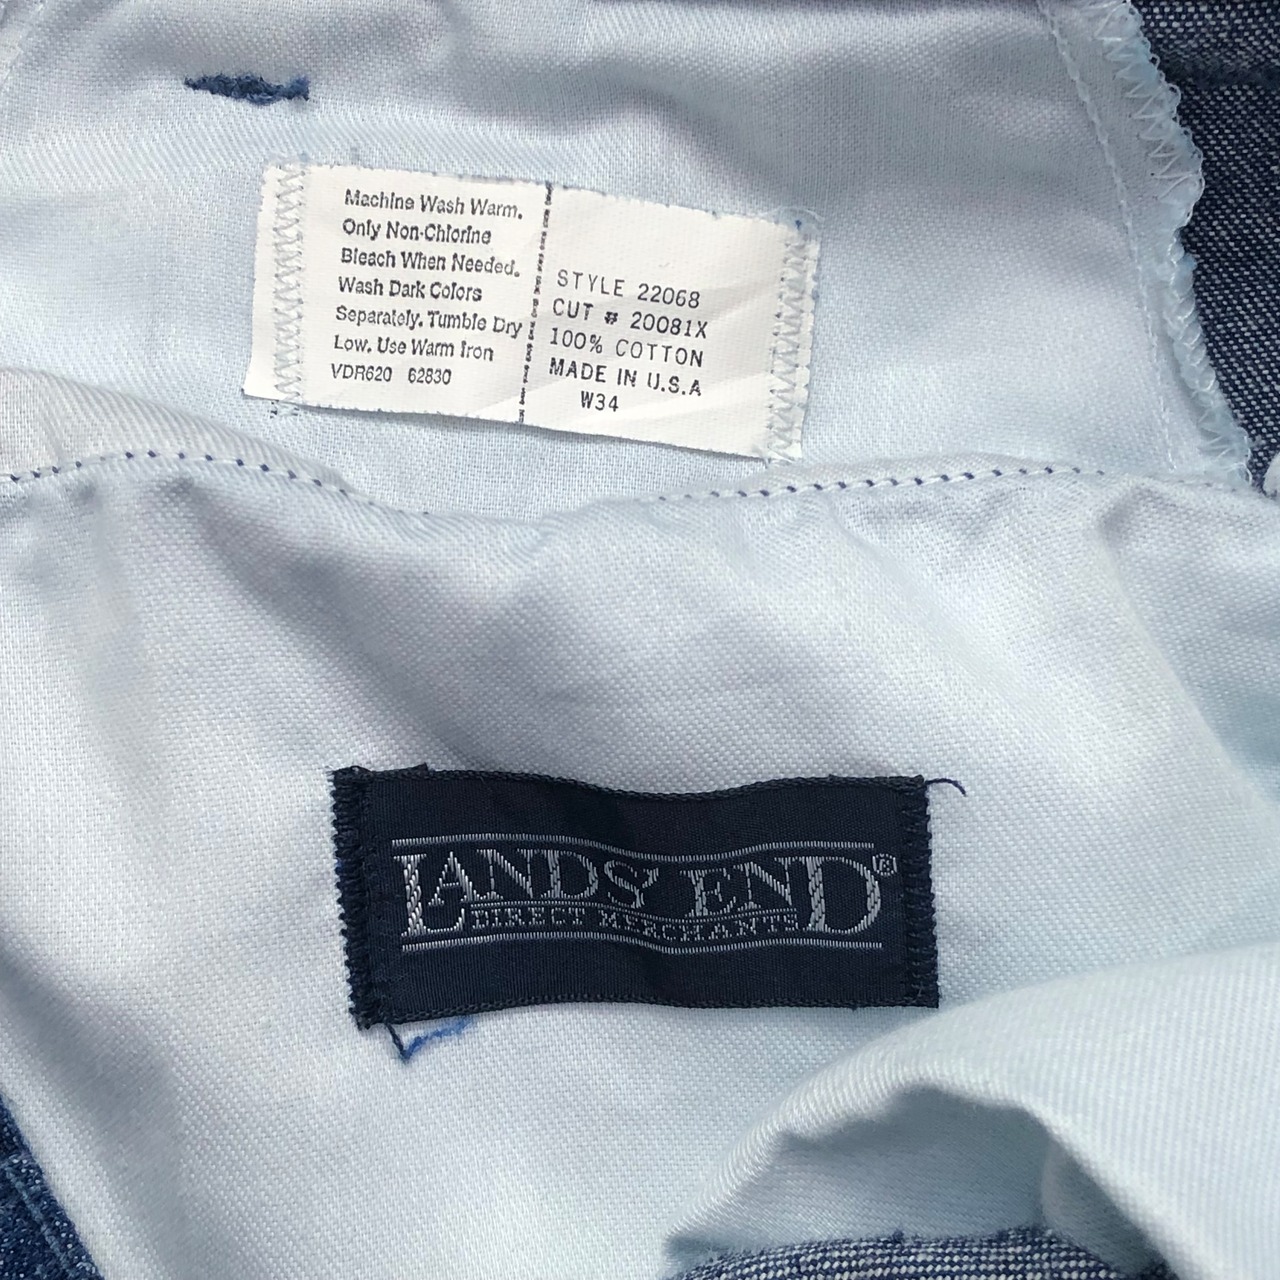 Machine Wash Warm.
Only Non-Chlorine
Bleach When Needed.
Wash Dark Colors
Separately. Tumble Dry
Low. Use Warm Iron
VDR620 62830
STYLE 22068
CUT # 20081X
100% COTTON
MADE IN U.S.A
W34
LANDS' END®
DIRECT MERCHANTS